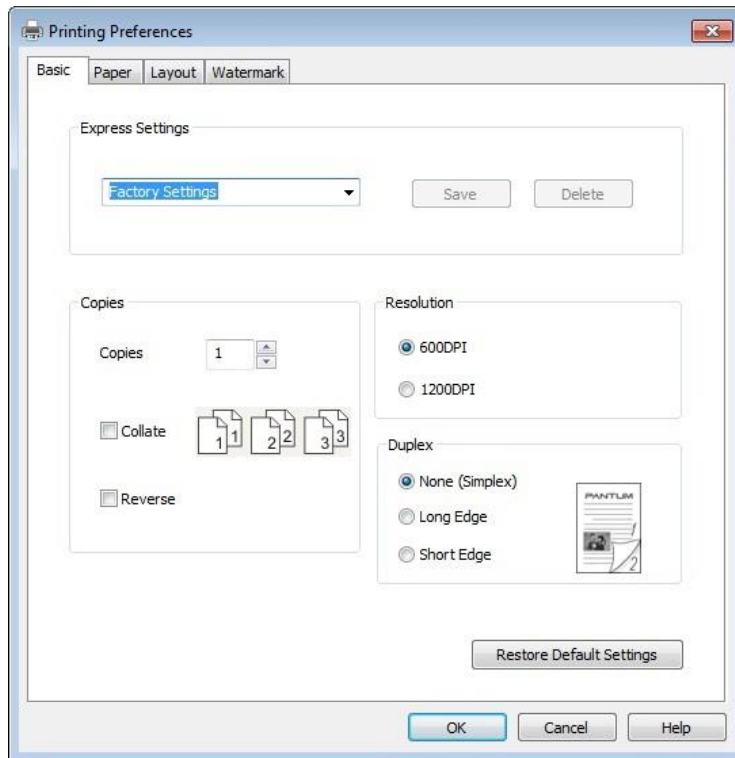 Printing Preferences
Basic Paper Layout Watermark
Express Settings
Factory Settings Save Delete
Copies
Copies 1
Collate 1 1 2 2 3 3
Reverse
Resolution
600DPI
1200DPI
Duplex
None (Simplex)
Long Edge
Short Edge
PANTUM
1
2
Restore Default Settings
OK Cancel Help